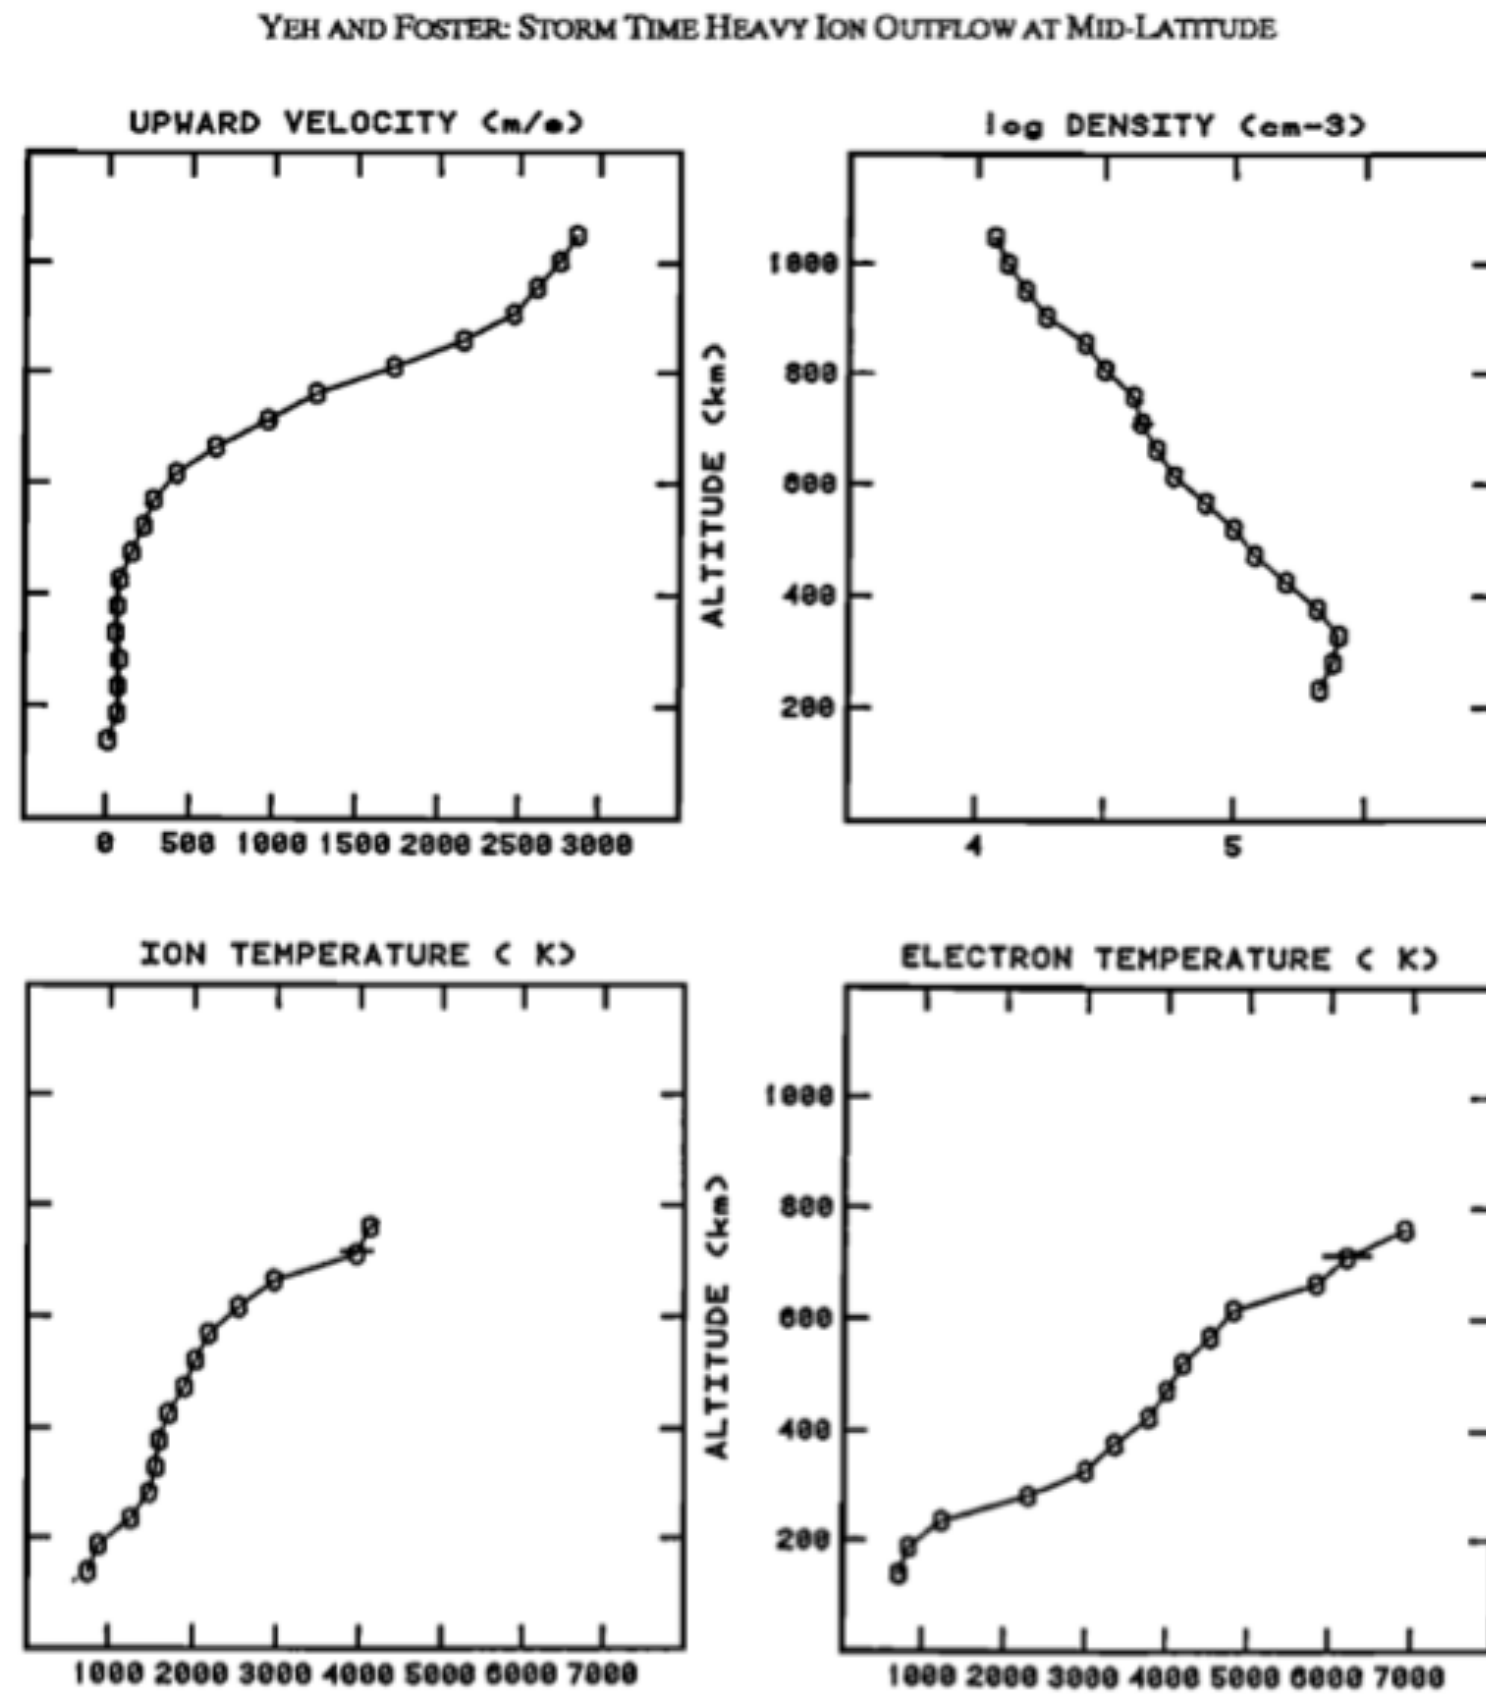 YEH AND FOSTER: STORM TIME HEAVY ION OUTFLOW AT MID-LATITUDE
UPWARD VELOCITY (m/s)
0 500 1000 1500 2000 2500 3000
log DENSITY (cm-3)
ALTITUDE (km)
1000
800
600
400
200
4 5
ION TEMPERATURE ( K)
1000 2000 3000 4000 5000 6000 7000
ELECTRON TEMPERATURE ( K)
ALTITUDE (km)
1000
800
600
400
200
1000 2000 3000 4000 5000 6000 7000